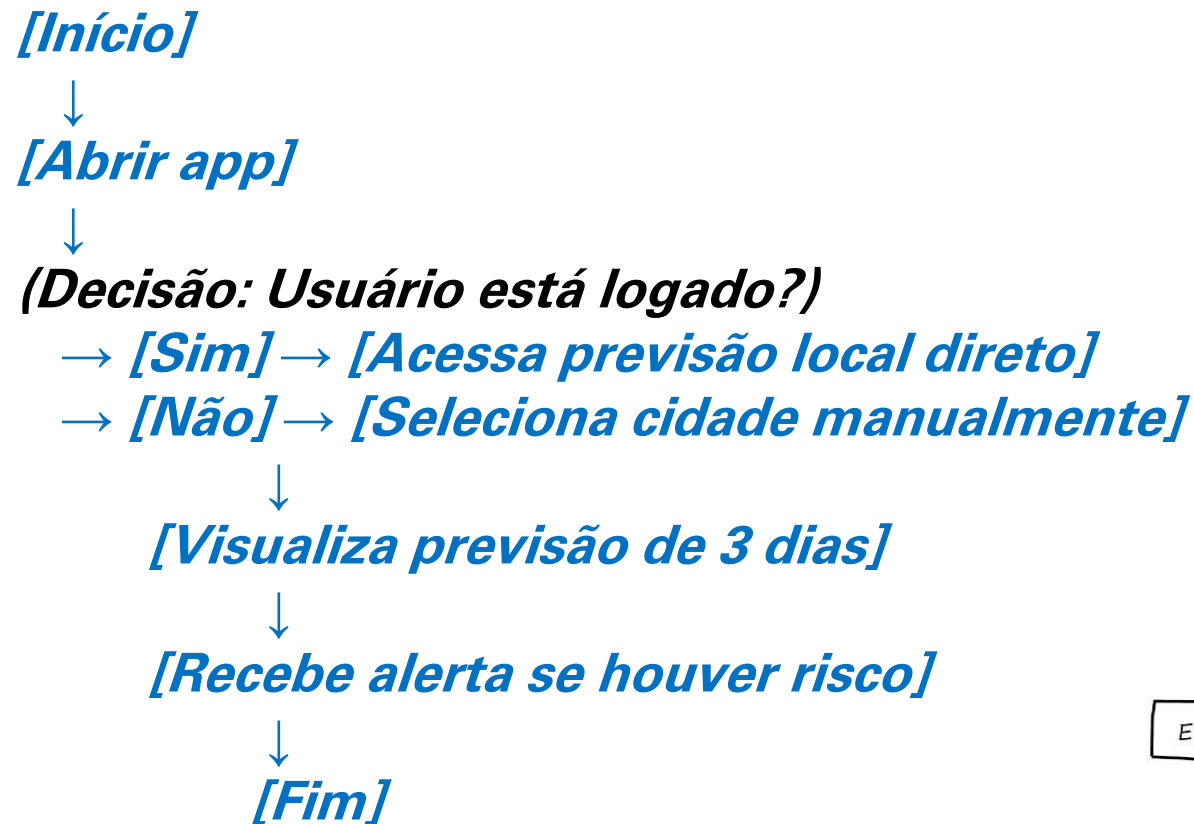 [Início]
↓
[Abrir app]
↓
(Decisão: Usuário está logado?)
→ [Sim] → [Acessa previsão local direto]
→ [Não] → [Seleciona cidade manualmente]
↓
[Visualiza previsão de 3 dias]
↓
[Recebe alerta se houver risco]
↓
[Fim]